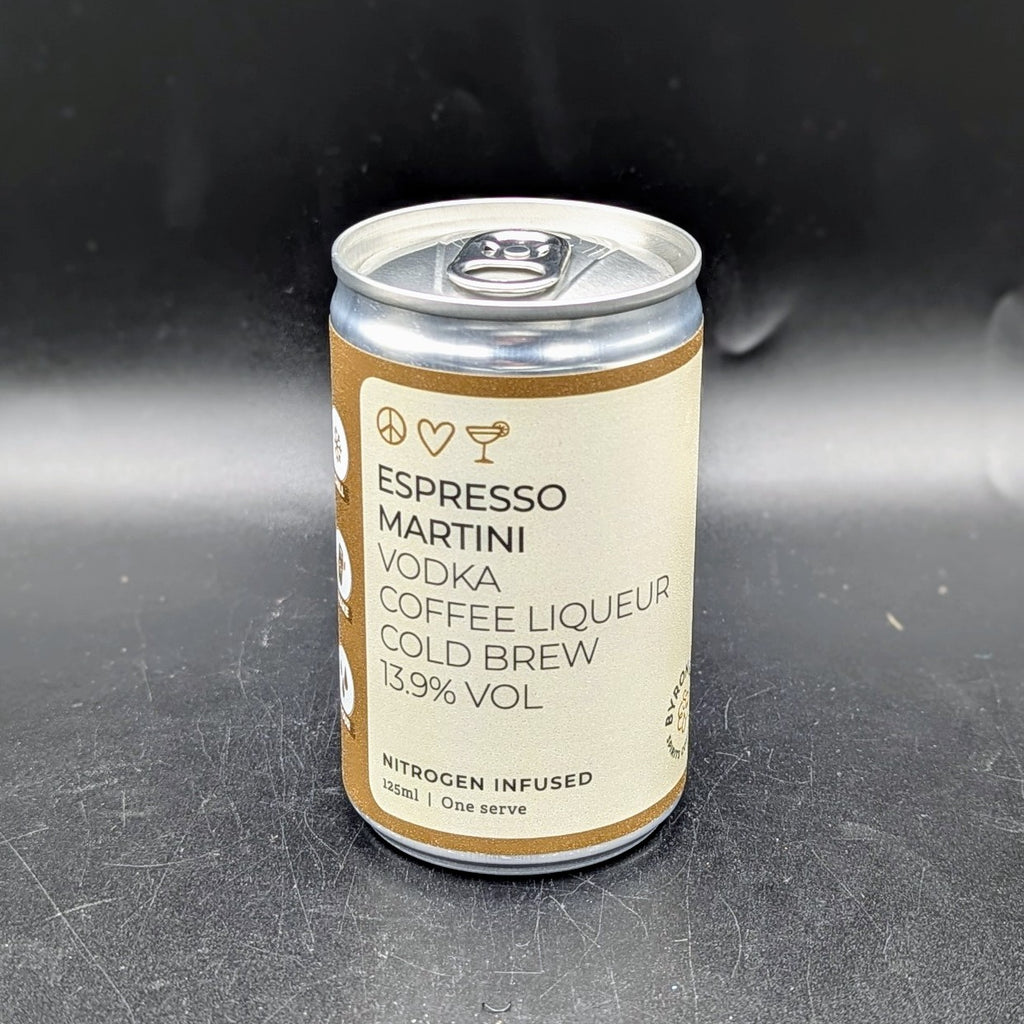 ESPRESSO
MARTINI
VODKA
COFFEE LIQUEUR
COLD BREW
13.9% VOL
NITROGEN INFUSED
125ml | One serve